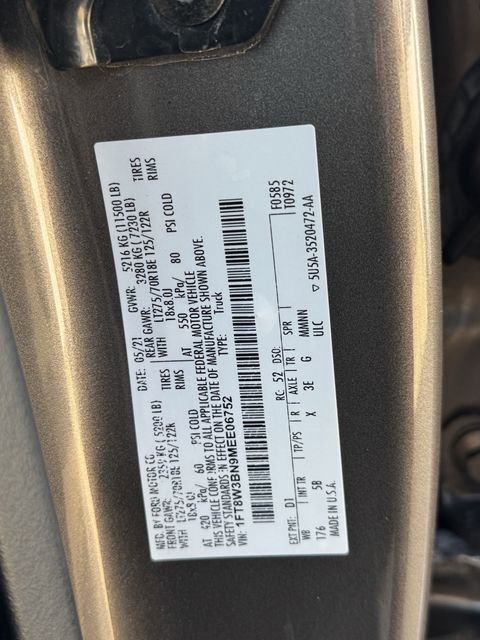 MFD. BY FORD MOTOR CO.
DATE: 05/21 GVWR: 5216 KG (11500 LB)
FRONT GAWR: 2359 KG (5200 LB) REAR GAWR: 3280 KG (7230 LB)
WITH LT275/70R18E 125/122R TIRES WITH LT275/70R18E 125/122R TIRES
18x8.0J RIMS 18x8.0J RIMS
AT 420 kPa/ 60 PSI COLD AT 550 kPa/ 80 PSI COLD
THIS VEHICLE CONFORMS TO ALL APPLICABLE FEDERAL MOTOR VEHICLE
SAFETY STANDARDS IN EFFECT ON THE DATE OF MANUFACTURE SHOWN ABOVE.
VIN: 1FT8W3BN9MEE06752 TYPE: Truck
F0585
T0972
EXT PNT: D1 RC: 52 DSO:
WB INT TR TP/PS R AXLE TR SPR
176 5B X 3E G MMNNN
ULC
MADE IN U.S.A. ▽ 5U5A-3520472-AA